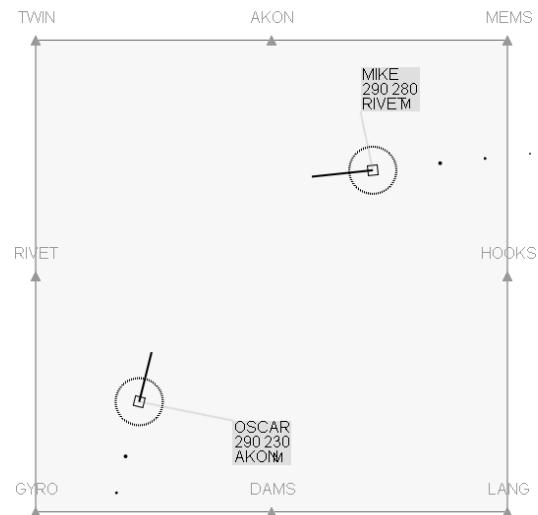 TWIN AKON MEMS
MIKE
290 280
RIVET M
RIVET HOOKS
OSCAR
290 230
AKON M
GYRO DAMS LANG